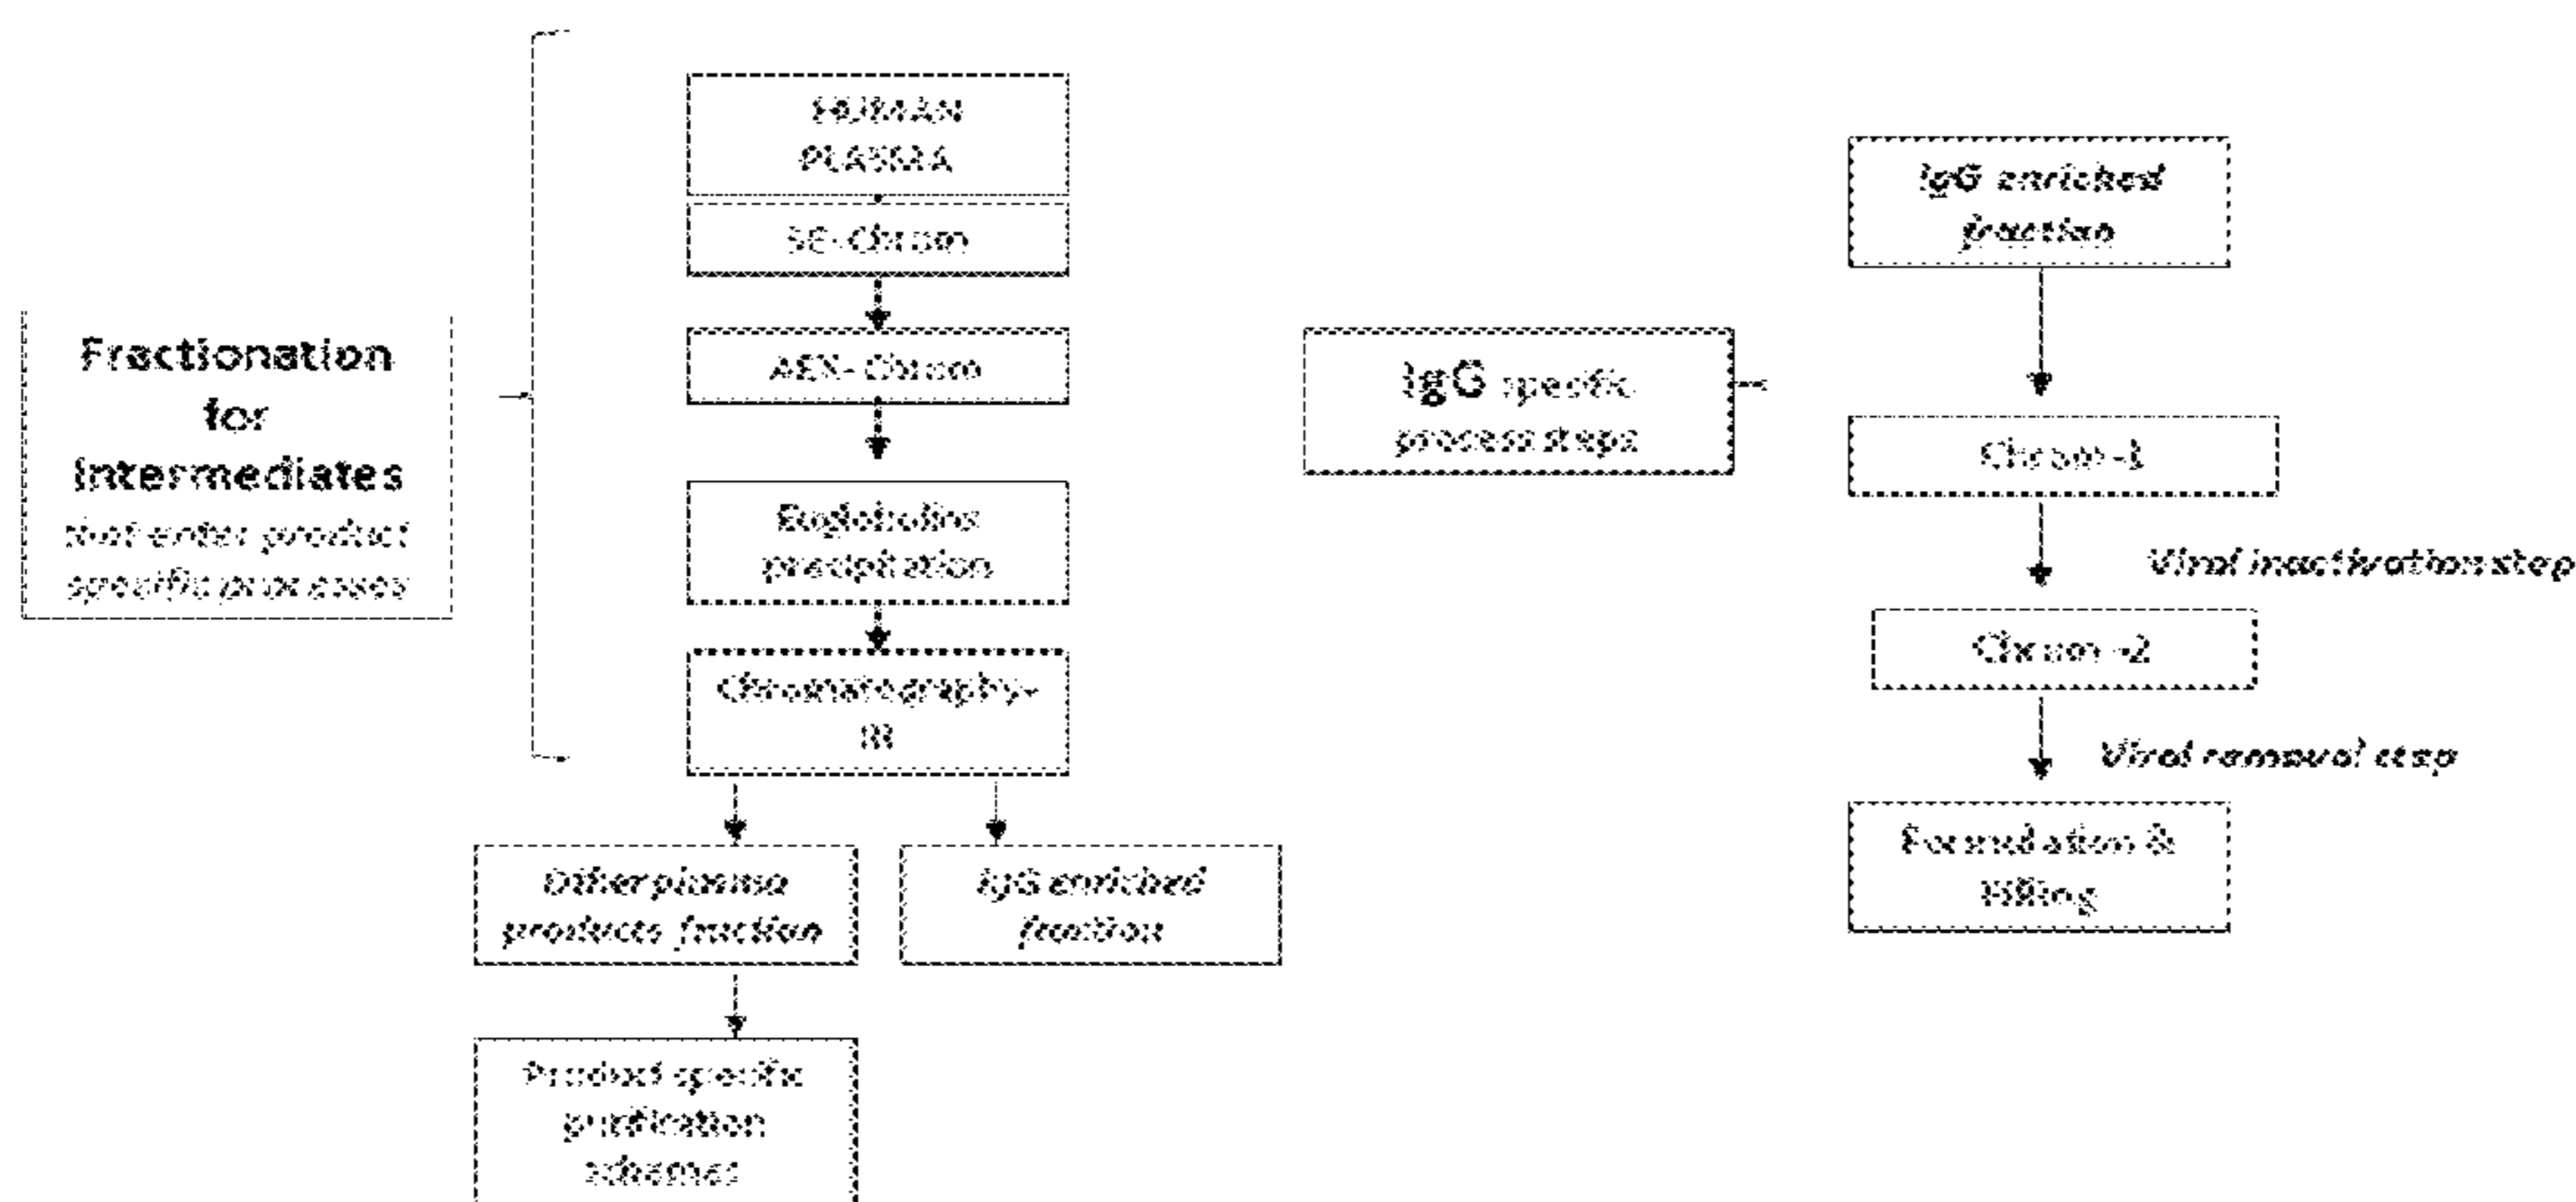 Fractionation
for
Intermediates
that enter product
specific processes
HUMAN
PLASMA
SE-Chrom
AEX- Chrom
Euglobulins
precipitation
Chromatography-
Other plasma
products fraction
IgG enriched
fraction
Product specific
purification
schemes
IgG specific
process steps
IgG enriched
fraction
Chrom -1
Viral inactivation step
Chrom -2
Viral removal step
Formulation &
Filling